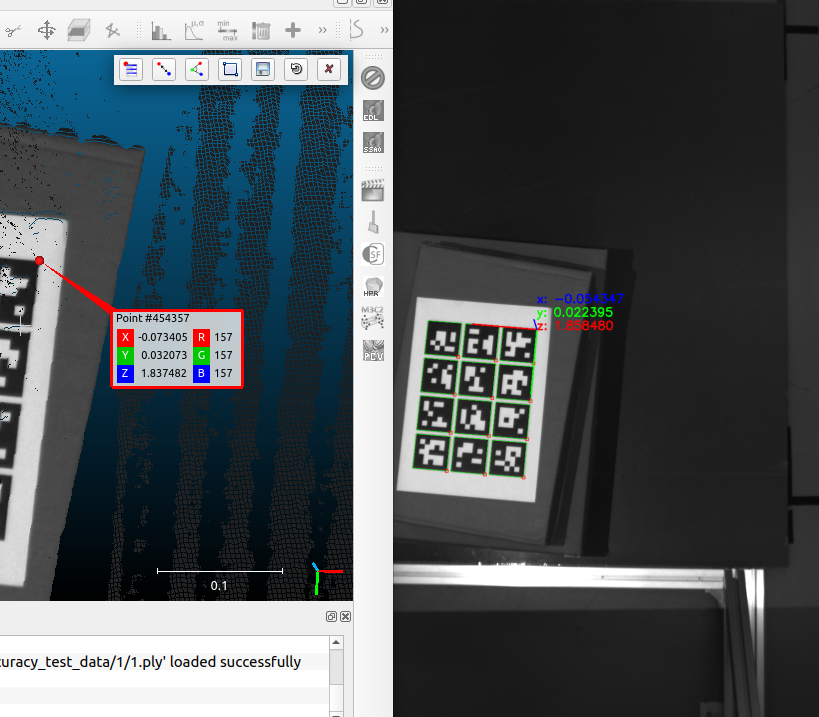 μ,σ
min
max
»
»
EDL
SSAO
SF
HPR
M3C2
PCV
Point #454357
X -0.073405 R 157
Y 0.032073 G 157
Z 1.837482 B 157
0.1
curacy_test_data/1/1.ply' loaded successfully
x: -0.054347
y: 0.022395
z: 1.858480